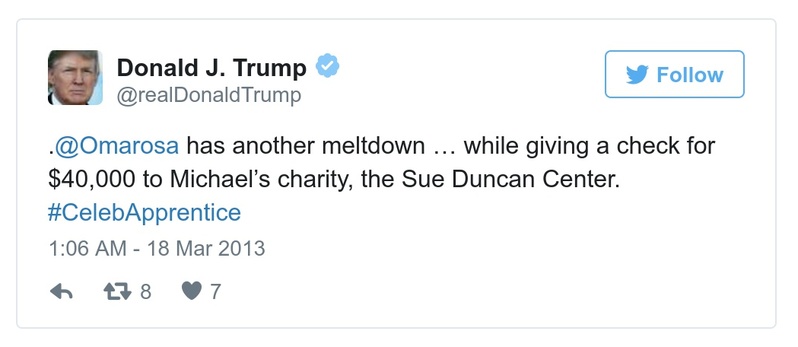 Donald J. Trump
@realDonaldTrump
Follow
.@Omarosa has another meltdown … while giving a check for
$40,000 to Michael’s charity, the Sue Duncan Center.
#CelebApprentice
1:06 AM - 18 Mar 2013
8 7